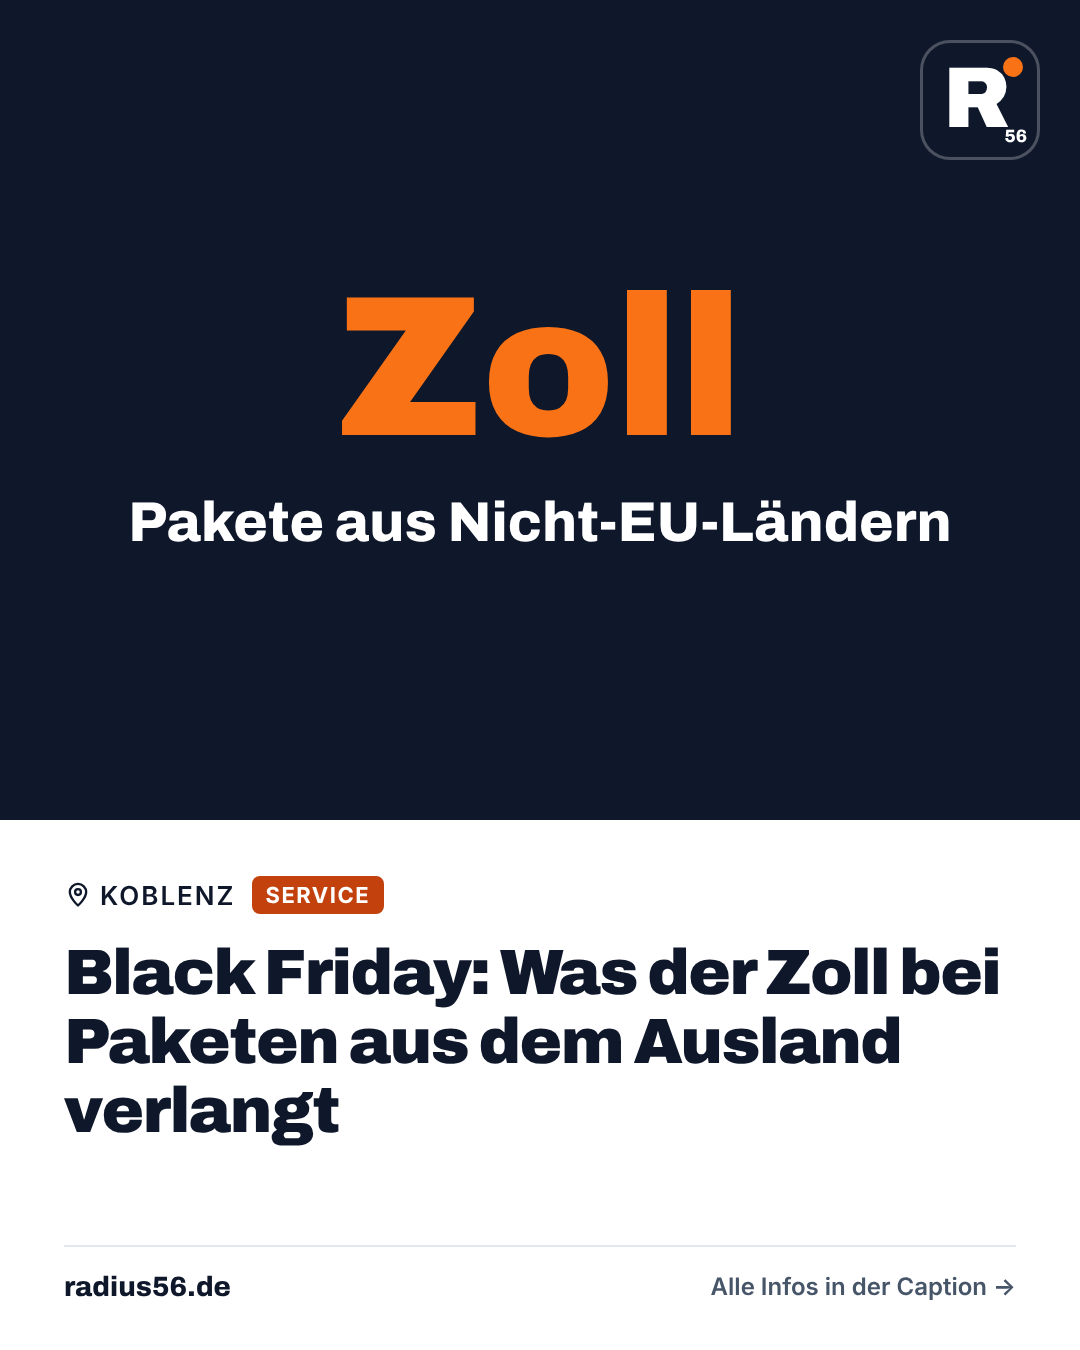 R
56
Zoll
Pakete aus Nicht-EU-Ländern
KOBLENZ SERVICE
Black Friday: Was der Zoll bei
Paketen aus dem Ausland
verlangt
radius56.de Alle Infos in der Caption →